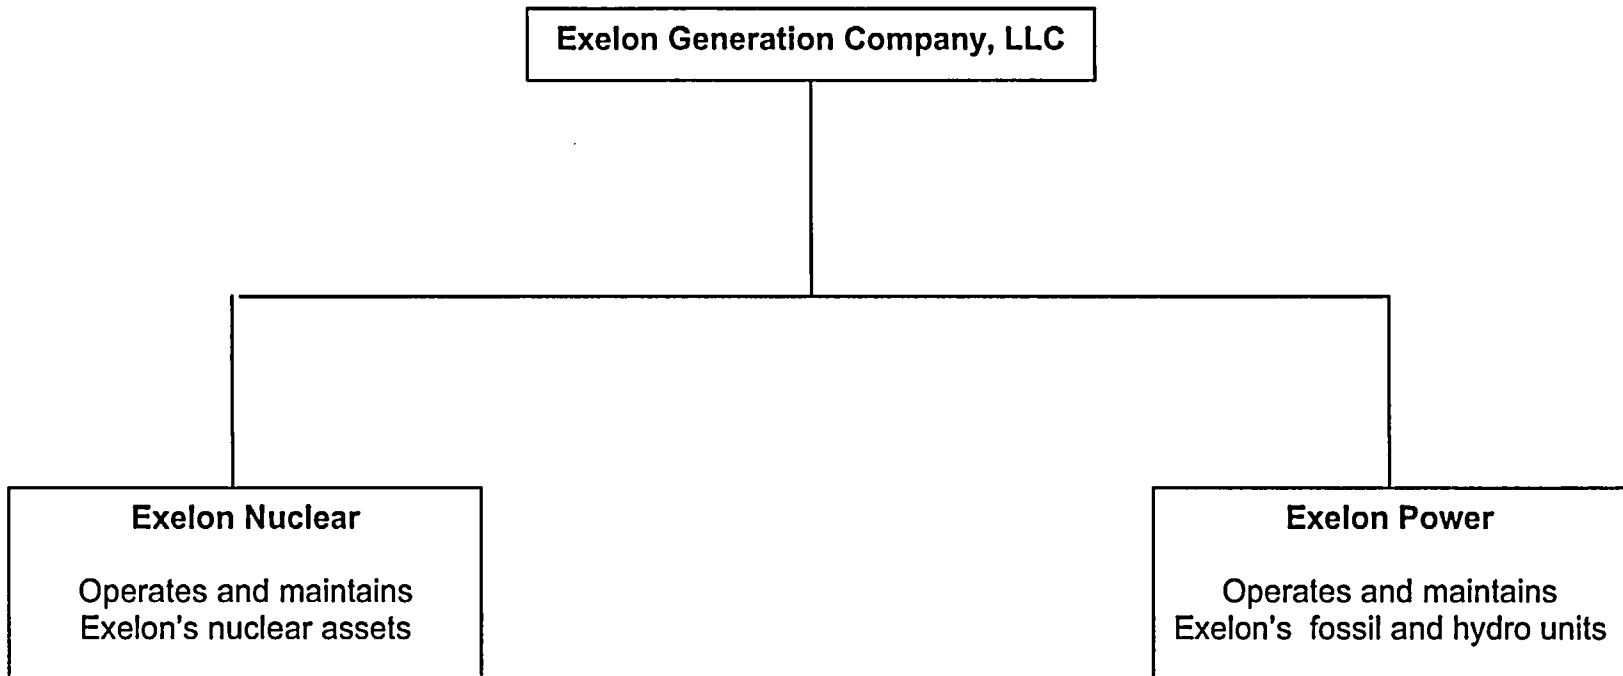 Exelon Generation Company, LLC
Exelon Nuclear
Operates and maintains
Exelon's nuclear assets
Exelon Power
Operates and maintains
Exelon's  fossil and hydro units